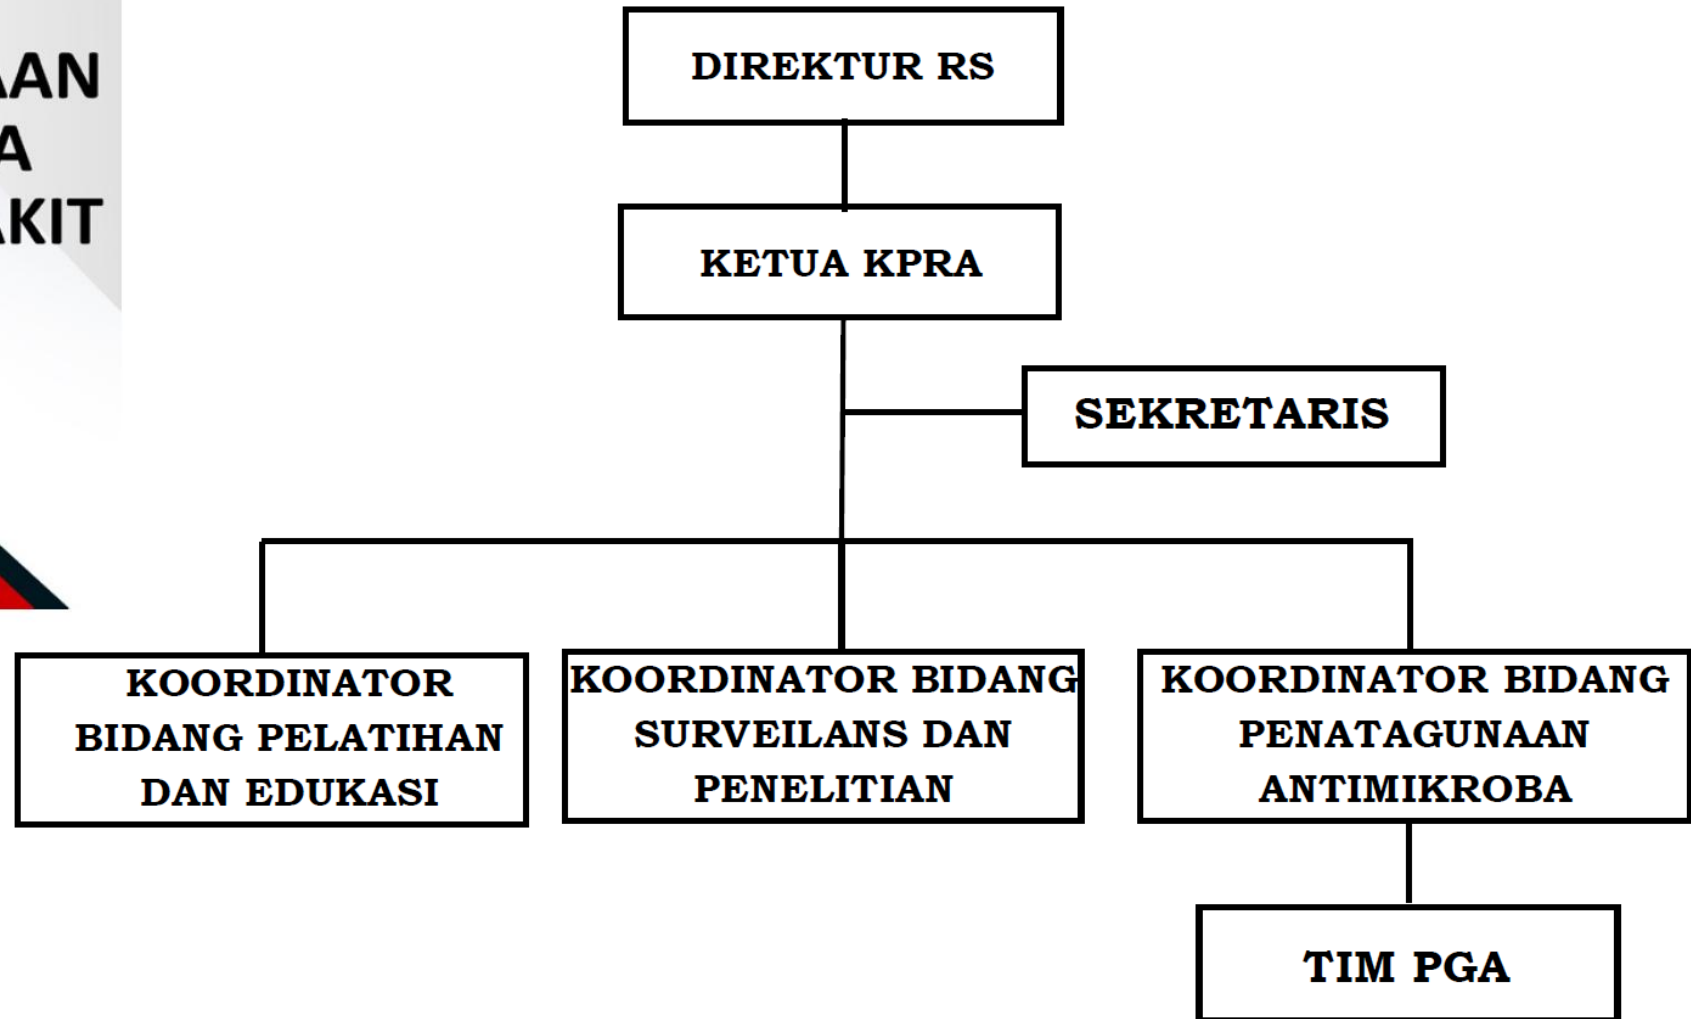 DIREKTUR RS
KETUA KPRA
SEKRETARIS
KOORDINATOR
BIDANG PELATIHAN
DAN EDUKASI
KOORDINATOR BIDANG
SURVEILANS DAN
PENELITIAN
KOORDINATOR BIDANG
PENATAGUNAAN
ANTIMIKROBA
TIM PGA